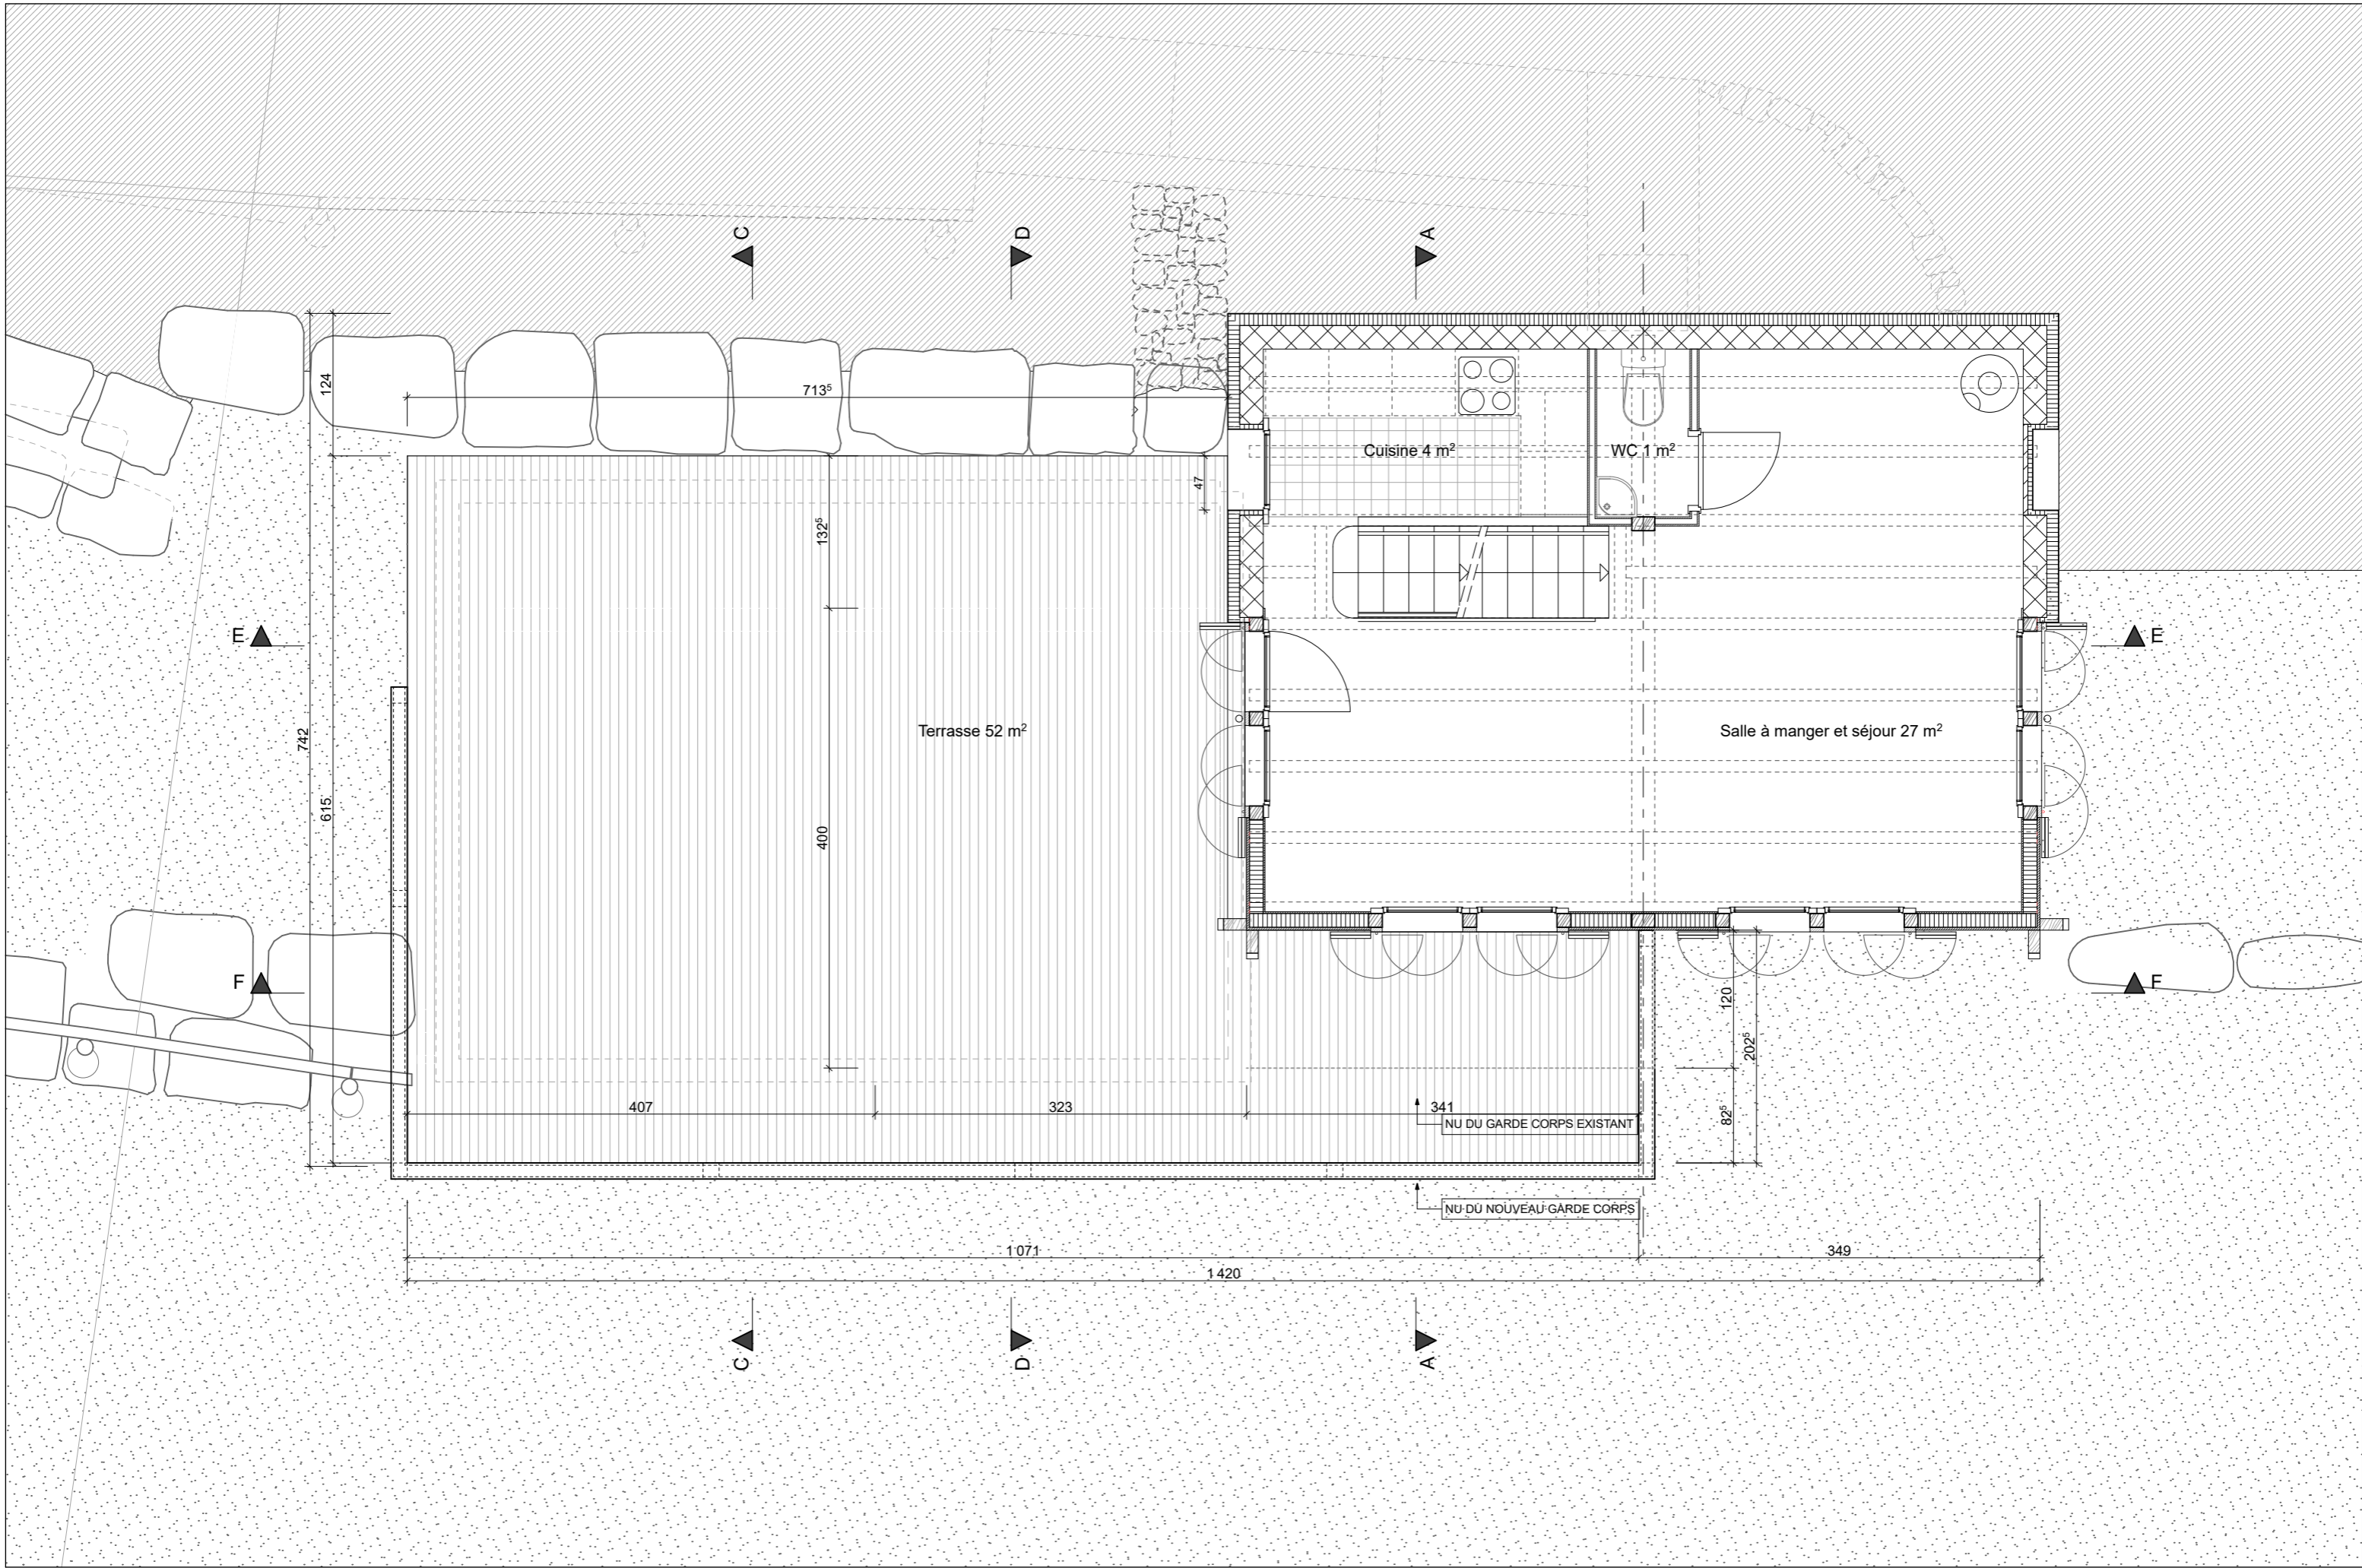 C
D
A
124
713⁵
47
Cuisine 4 m²
WC 1 m²
132⁵
E
E
742
Terrasse 52 m²
Salle à manger et séjour 27 m²
615
400
F
F
120
202⁵
82⁵
407
323
341
NU DU GARDE CORPS EXISTANT
NU DU NOUVEAU GARDE CORPS
1 071
349
1 420
C
D
A